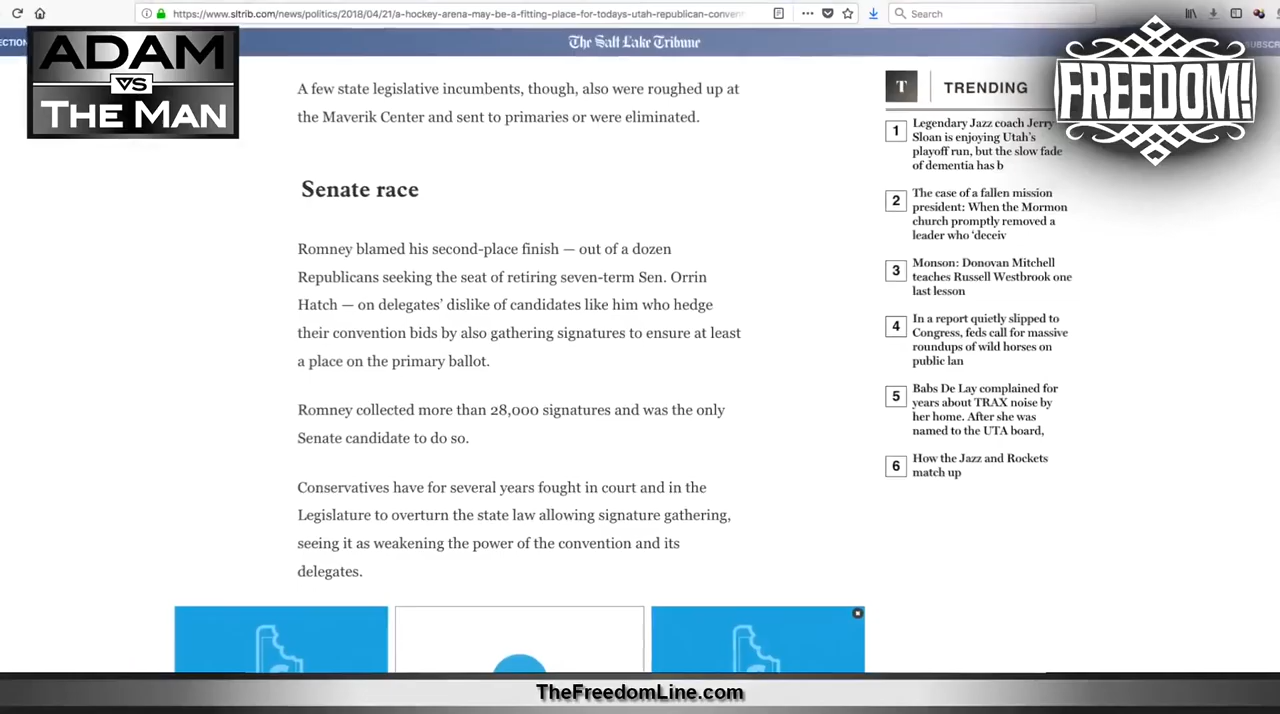 https://www.sltrib.com/news/politics/2018/04/21/a-hockey-arena-may-be-a-fitting-place-for-todays-utah-republican-conven
Search
The Salt Lake Tribune
ADAM
VS
THE MAN
FREEDOM!
A few state legislative incumbents, though, also were roughed up at
the Maverik Center and sent to primaries or were eliminated.
Senate race
Romney blamed his second-place finish — out of a dozen
Republicans seeking the seat of retiring seven-term Sen. Orrin
Hatch — on delegates’ dislike of candidates like him who hedge
their convention bids by also gathering signatures to ensure at least
a place on the primary ballot.
Romney collected more than 28,000 signatures and was the only
Senate candidate to do so.
Conservatives have for several years fought in court and in the
Legislature to overturn the state law allowing signature gathering,
seeing it as weakening the power of the convention and its
delegates.
T
TRENDING
1
Legendary Jazz coach Jerry
Sloan is enjoying Utah’s
playoff run, but the slow fade
of dementia has b
2
The case of a fallen mission
president: When the Mormon
church promptly removed a
leader who ‘deceiv
3
Monson: Donovan Mitchell
teaches Russell Westbrook one
last lesson
4
In a report quietly slipped to
Congress, feds call for massive
roundups of wild horses on
public lan
5
Babs De Lay complained for
years about TRAX noise by
her home. After she was
named to the UTA board,
6
How the Jazz and Rockets
match up
TheFreedomLine.com